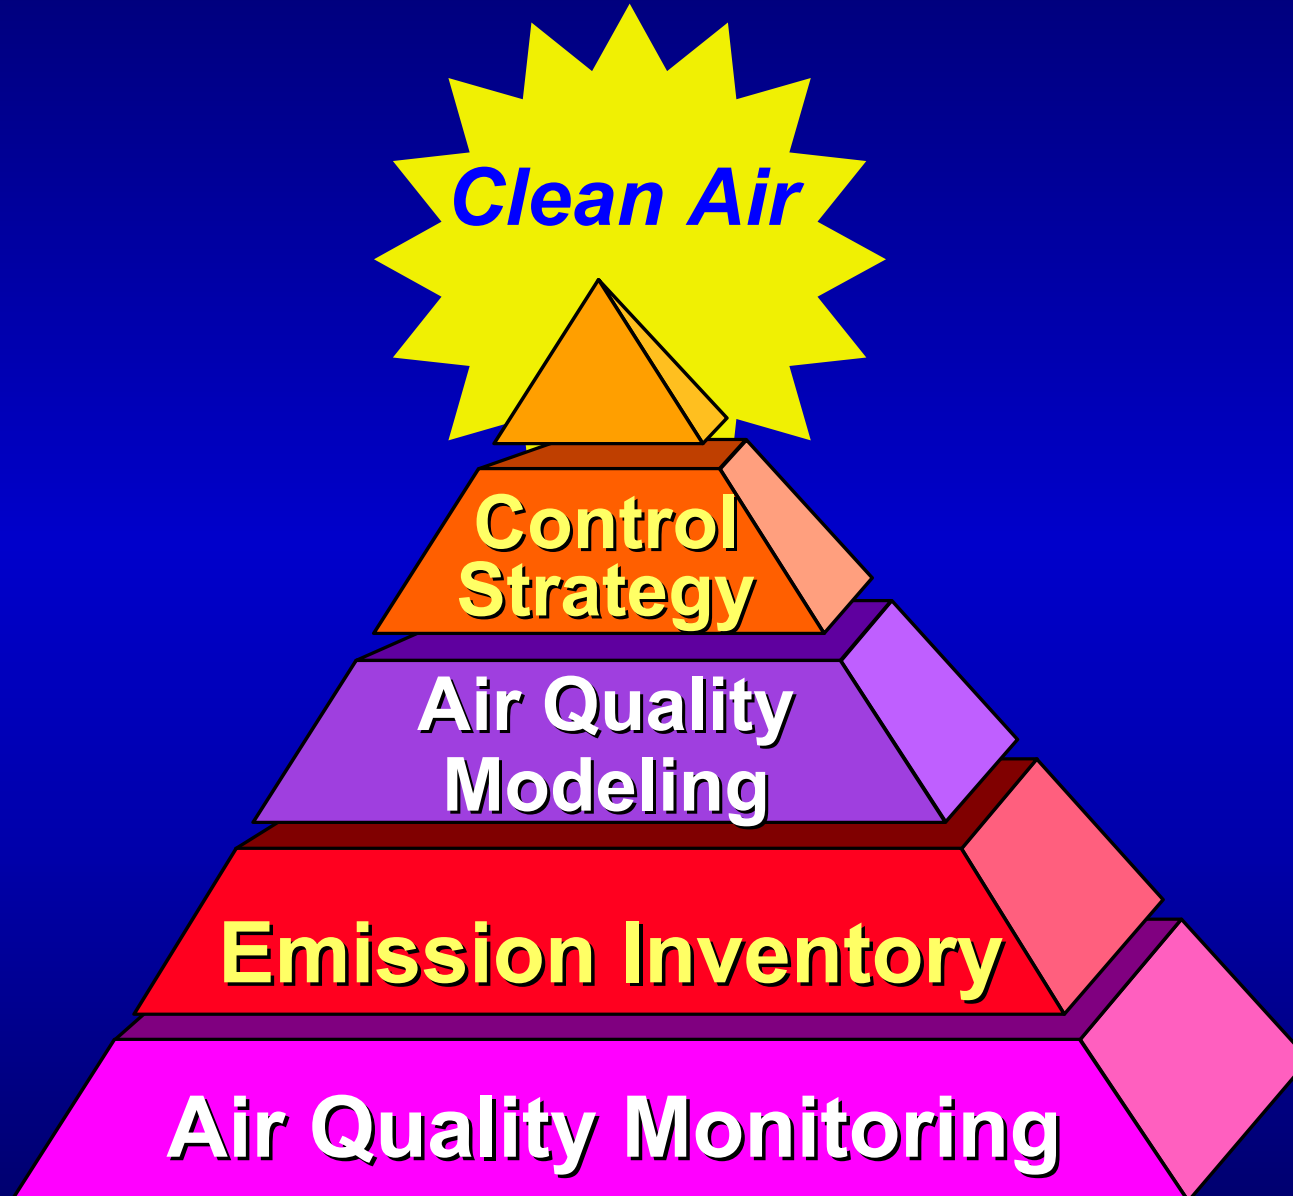 Clean Air
Control
Strategy
Air Quality
Modeling
Emission Inventory
Air Quality Monitoring